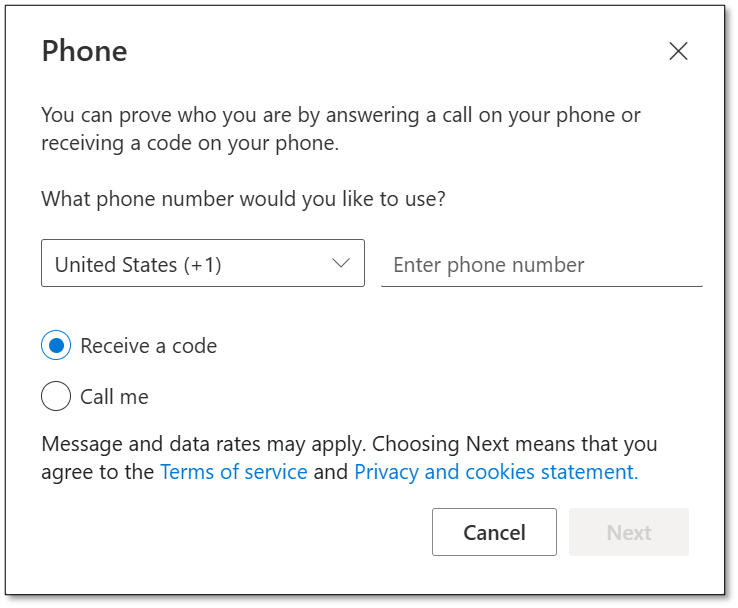 Phone
You can prove who you are by answering a call on your phone or
receiving a code on your phone.
What phone number would you like to use?
United States (+1)
Enter phone number
Receive a code
Call me
Message and data rates may apply. Choosing Next means that you
agree to the Terms of service and Privacy and cookies statement.
Cancel
Next